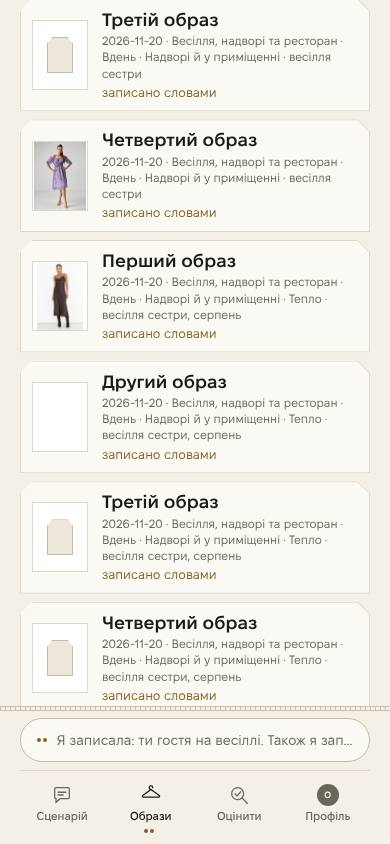 Третій образ
2026-11-20 · Весілля, надворі та ресторан ·
Вдень · Надворі й у приміщенні · весілля
сестри
записано словами
Четвертий образ
2026-11-20 · Весілля, надворі та ресторан ·
Вдень · Надворі й у приміщенні · весілля
сестри
записано словами
Перший образ
2026-11-20 · Весілля, надворі та ресторан ·
Вдень · Надворі й у приміщенні · Тепло ·
весілля сестри, серпень
записано словами
Другий образ
2026-11-20 · Весілля, надворі та ресторан ·
Вдень · Надворі й у приміщенні · Тепло ·
весілля сестри, серпень
записано словами
Третій образ
2026-11-20 · Весілля, надворі та ресторан ·
Вдень · Надворі й у приміщенні · Тепло ·
весілля сестри, серпень
записано словами
Четвертий образ
2026-11-20 · Весілля, надворі та ресторан ·
Вдень · Надворі й у приміщенні · Тепло ·
весілля сестри, серпень
записано словами
Я записала: ти гостя на весіллі. Також я зап...
О
Сценарій Образи Оцінити Профіль